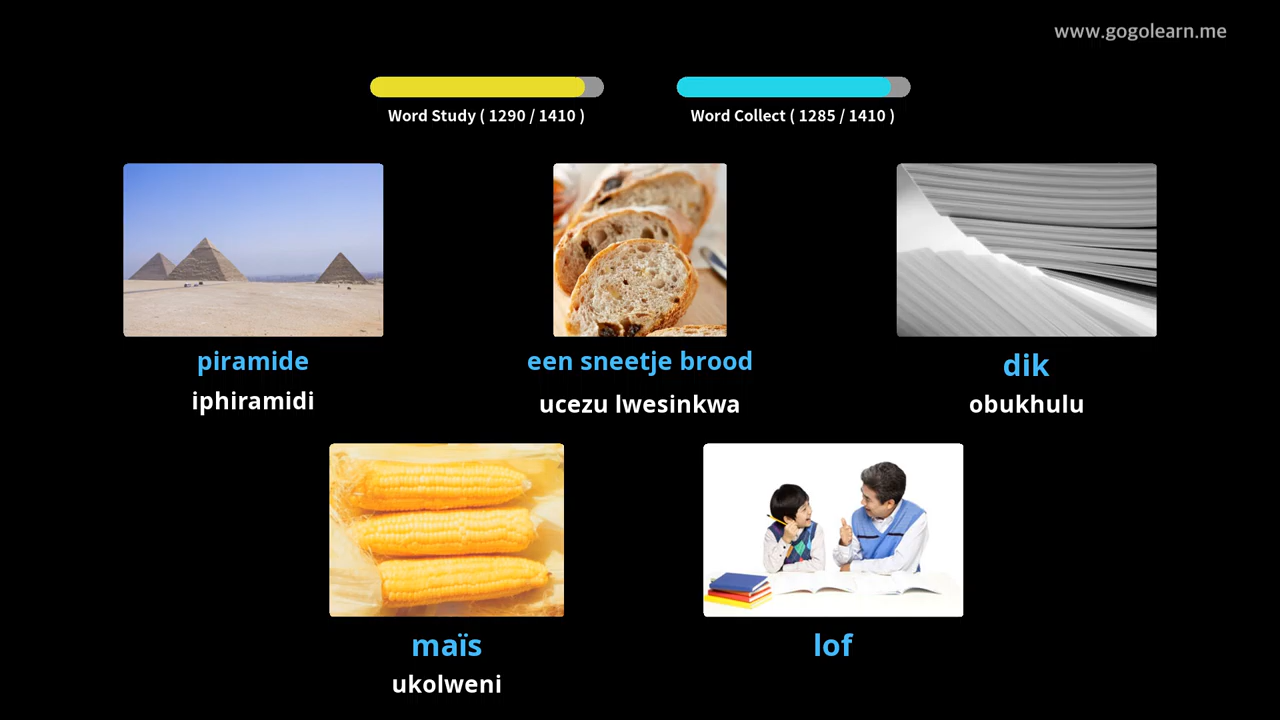 www.gogolearn.me
Word Study ( 1290 / 1410 )
Word Collect ( 1285 / 1410 )
piramide
een sneetje brood
dik
iphiramidi
ucezu lwesinkwa
obukhulu
maïs
lof
ukolweni